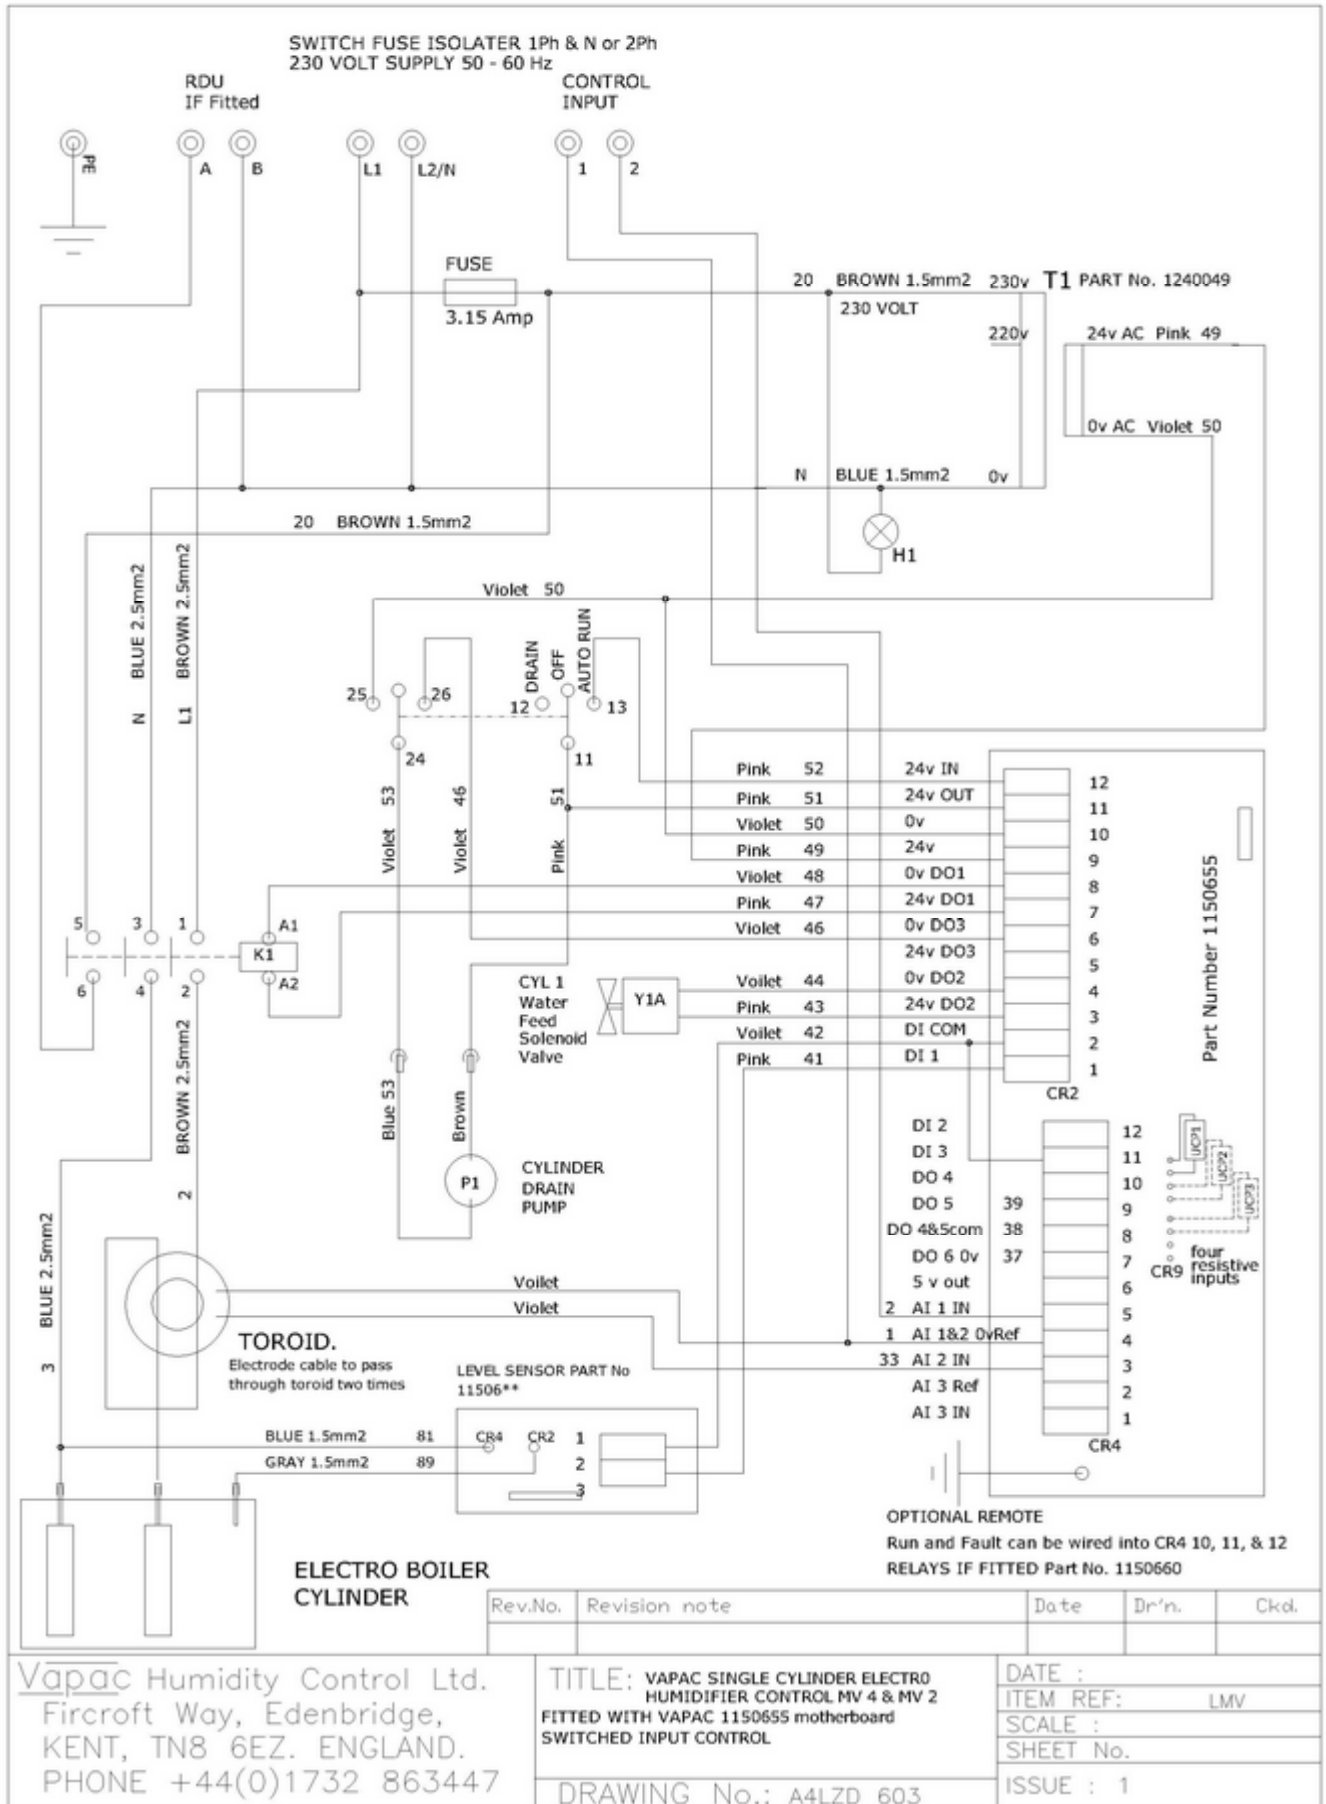 SWITCH FUSE ISOLATER 1Ph & N or 2Ph
230 VOLT SUPPLY 50 - 60 Hz
RDU
IF Fitted
CONTROL
INPUT
PE
A
B
L1
L2/N
1
2
FUSE
3.15 Amp
20 BROWN 1.5mm2 230v
230 VOLT
T1 PART No. 1240049
220v
24v AC Pink 49
0v AC Violet 50
N BLUE 1.5mm2 0v
H1
20 BROWN 1.5mm2
N BLUE 2.5mm2
L1 BROWN 2.5mm2
Violet 50
25
26
24
DRAIN
OFF
AUTO RUN
12
13
11
Violet 53
Violet 46
Pink 51
Pink 52 24v IN 12
Pink 51 24v OUT 11
Violet 50 0v 10
Pink 49 24v 9
Violet 48 0v DO1 8
Pink 47 24v DO1 7
Violet 46 0v DO3 6
24v DO3 5
Voilet 44 0v DO2 4
Pink 43 24v DO2 3
Voilet 42 DI COM 2
Pink 41 DI 1 1
CR2
Part Number 1150655
5
3
1
A1
K1
A2
6
4
2
CYL 1
Water
Feed
Solenoid
Valve
Y1A
Blue 53
Brown
P1
CYLINDER
DRAIN
PUMP
BROWN 2.5mm2
2
BLUE 2.5mm2
3
DI 2 12
DI 3 11
DO 4 10
DO 5 39 9
DO 4&5com 38 8
DO 6 0v 37 7
5 v out 6
2 AI 1 IN 5
1 AI 1&2 0vRef 4
33 AI 2 IN 3
AI 3 Ref 2
AI 3 IN 1
CR4
UCP1
UCP2
UCP3
CR9
four
resistive
inputs
Voilet
Violet
TOROID.
Electrode cable to pass
through toroid two times
LEVEL SENSOR PART No
11506**
BLUE 1.5mm2 81
GRAY 1.5mm2 89
CR4 CR2 1
2
3
OPTIONAL REMOTE
Run and Fault can be wired into CR4 10, 11, & 12
RELAYS IF FITTED Part No. 1150660
ELECTRO BOILER
CYLINDER
Rev.No. Revision note Date Dr'n. Ckd.
Vapac Humidity Control Ltd.
Fircroft Way, Edenbridge,
KENT, TN8 6EZ. ENGLAND.
PHONE +44(0)1732 863447
TITLE: VAPAC SINGLE CYLINDER ELECTR0
HUMIDIFIER CONTROL MV 4 & MV 2
FITTED WITH VAPAC 1150655 motherboard
SWITCHED INPUT CONTROL
DRAWING No.: A4LZD 603
DATE :
ITEM REF: LMV
SCALE :
SHEET No.
ISSUE : 1